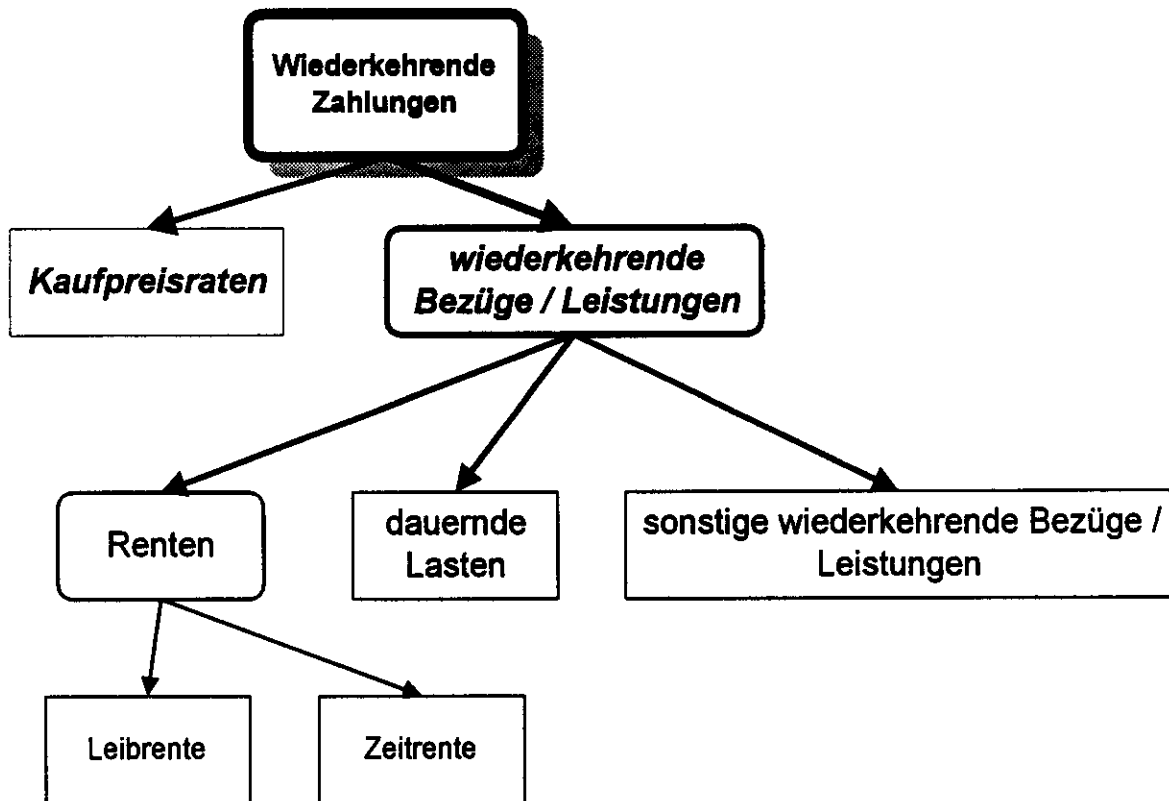 Wiederkehrende
Zahlungen
Kaufpreisraten
wiederkehrende
Bezüge / Leistungen
Renten
dauernde
Lasten
sonstige wiederkehrende Bezüge /
Leistungen
Leibrente
Zeitrente